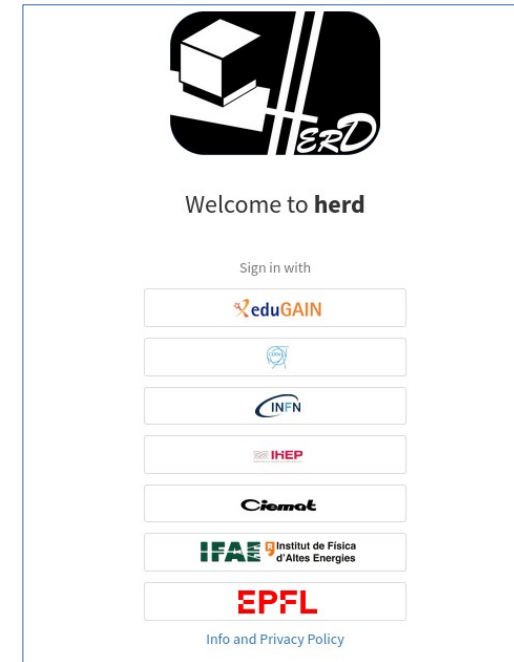 HERD
Welcome to herd
Sign in with
eduGAIN
CERN
INFN
IHEP
Ciemat
IFAE Institut de Física
d'Altes Energies
EPFL
Info and Privacy Policy